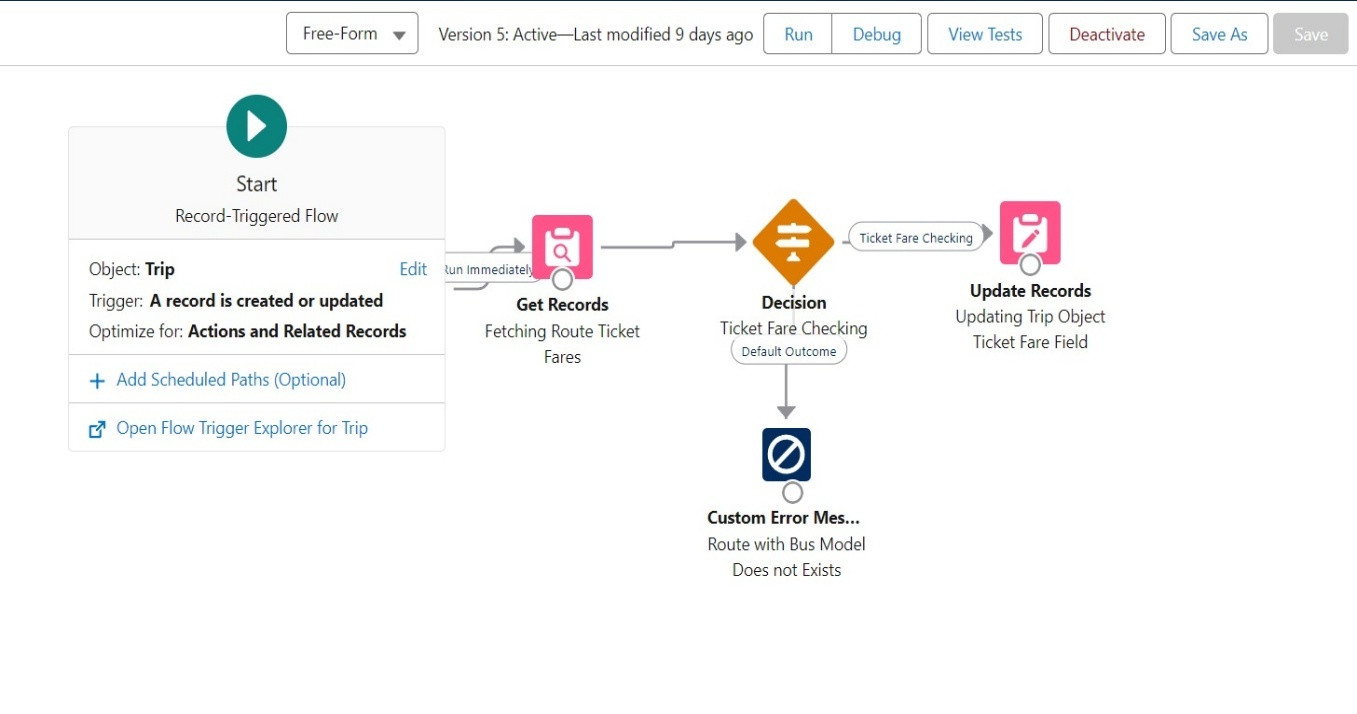 Free-Form
Version 5: Active—Last modified 9 days ago
Run
Debug
View Tests
Deactivate
Save As
Save
Start
Record-Triggered Flow
Object: Trip
Edit
Trigger: A record is created or updated
Optimize for: Actions and Related Records
Add Scheduled Paths (Optional)
Open Flow Trigger Explorer for Trip
Run Immediately
Get Records
Fetching Route Ticket
Fares
Decision
Ticket Fare Checking
Default Outcome
Ticket Fare Checking
Update Records
Updating Trip Object
Ticket Fare Field
Custom Error Mes...
Route with Bus Model
Does not Exists